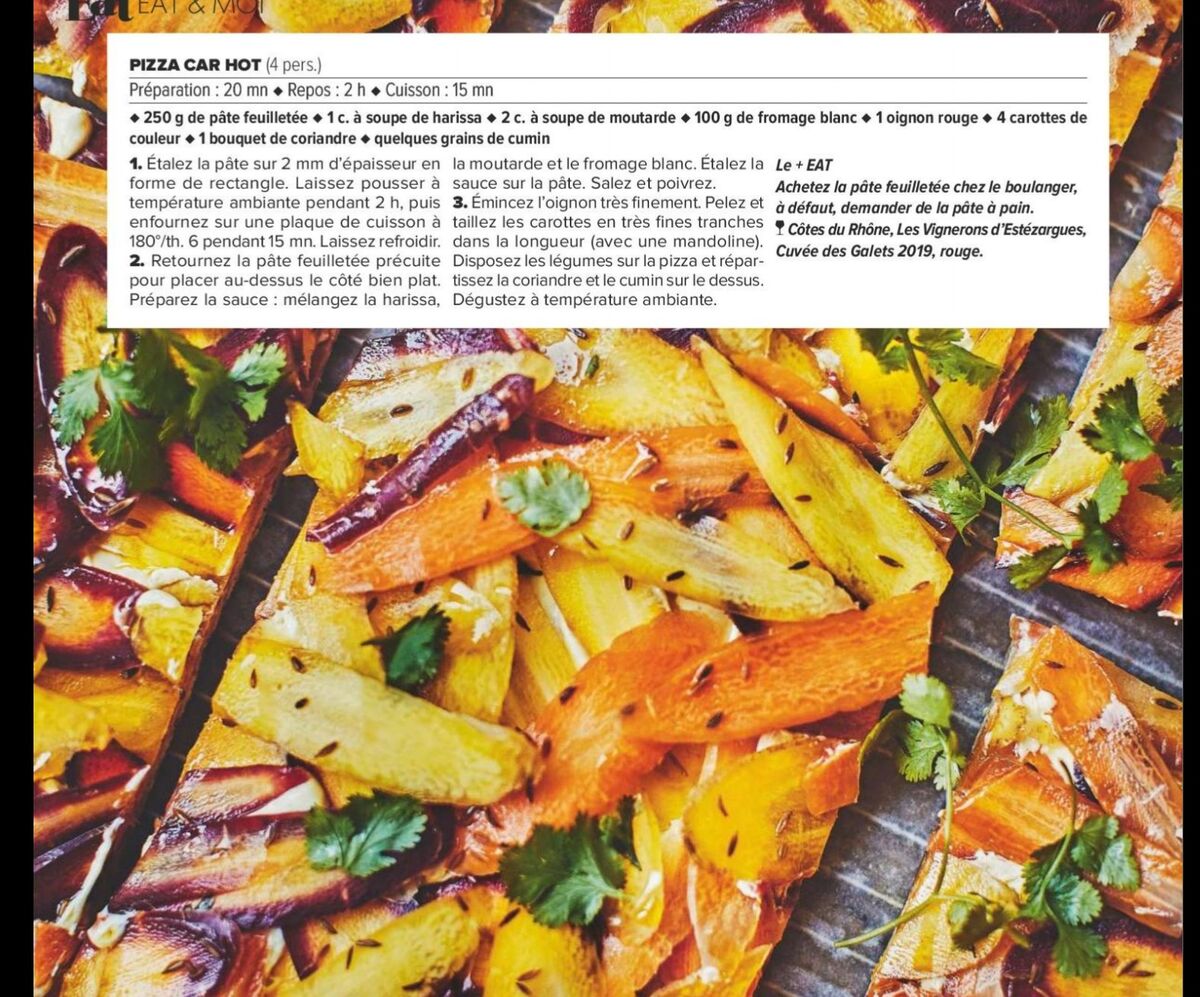 Eat EAT & MOI
PIZZA CAR HOT (4 pers.)
Préparation : 20 mn ◆ Repos : 2 h ◆ Cuisson : 15 mn
◆ 250 g de pâte feuilletée ◆ 1 c. à soupe de harissa ◆ 2 c. à soupe de moutarde ◆ 100 g de fromage blanc ◆ 1 oignon rouge ◆ 4 carottes de
couleur ◆ 1 bouquet de coriandre ◆ quelques grains de cumin
1. Étalez la pâte sur 2 mm d'épaisseur en
forme de rectangle. Laissez pousser à
température ambiante pendant 2 h, puis
enfournez sur une plaque de cuisson à
180°/th. 6 pendant 15 mn. Laissez refroidir.
2. Retournez la pâte feuilletée précuite
pour placer au-dessus le côté bien plat.
Préparez la sauce : mélangez la harissa,
la moutarde et le fromage blanc. Étalez la
sauce sur la pâte. Salez et poivrez.
3. Émincez l'oignon très finement. Pelez et
taillez les carottes en très fines tranches
dans la longueur (avec une mandoline).
Disposez les légumes sur la pizza et répar-
tissez la coriandre et le cumin sur le dessus.
Dégustez à température ambiante.
Le + EAT
Achetez la pâte feuilletée chez le boulanger,
à défaut, demander de la pâte à pain.
Côtes du Rhône, Les Vignerons d'Estézargues,
Cuvée des Galets 2019, rouge.